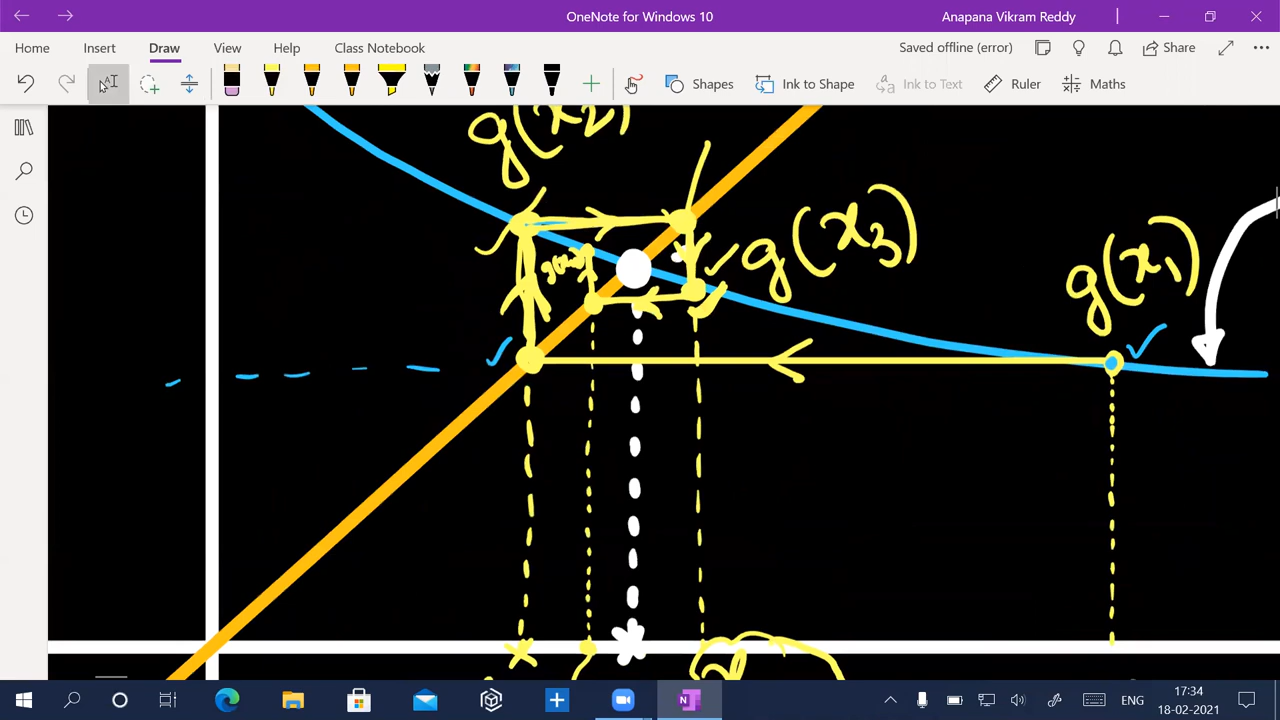 OneNote for Windows 10
Anapana Vikram Reddy
Home Insert Draw View Help Class Notebook
Saved offline (error)
Share
Shapes
Ink to Shape
Ink to Text
Ruler
Maths
g(x2)
g(x3)
g(x1)
ENG
17:34
18-02-2021